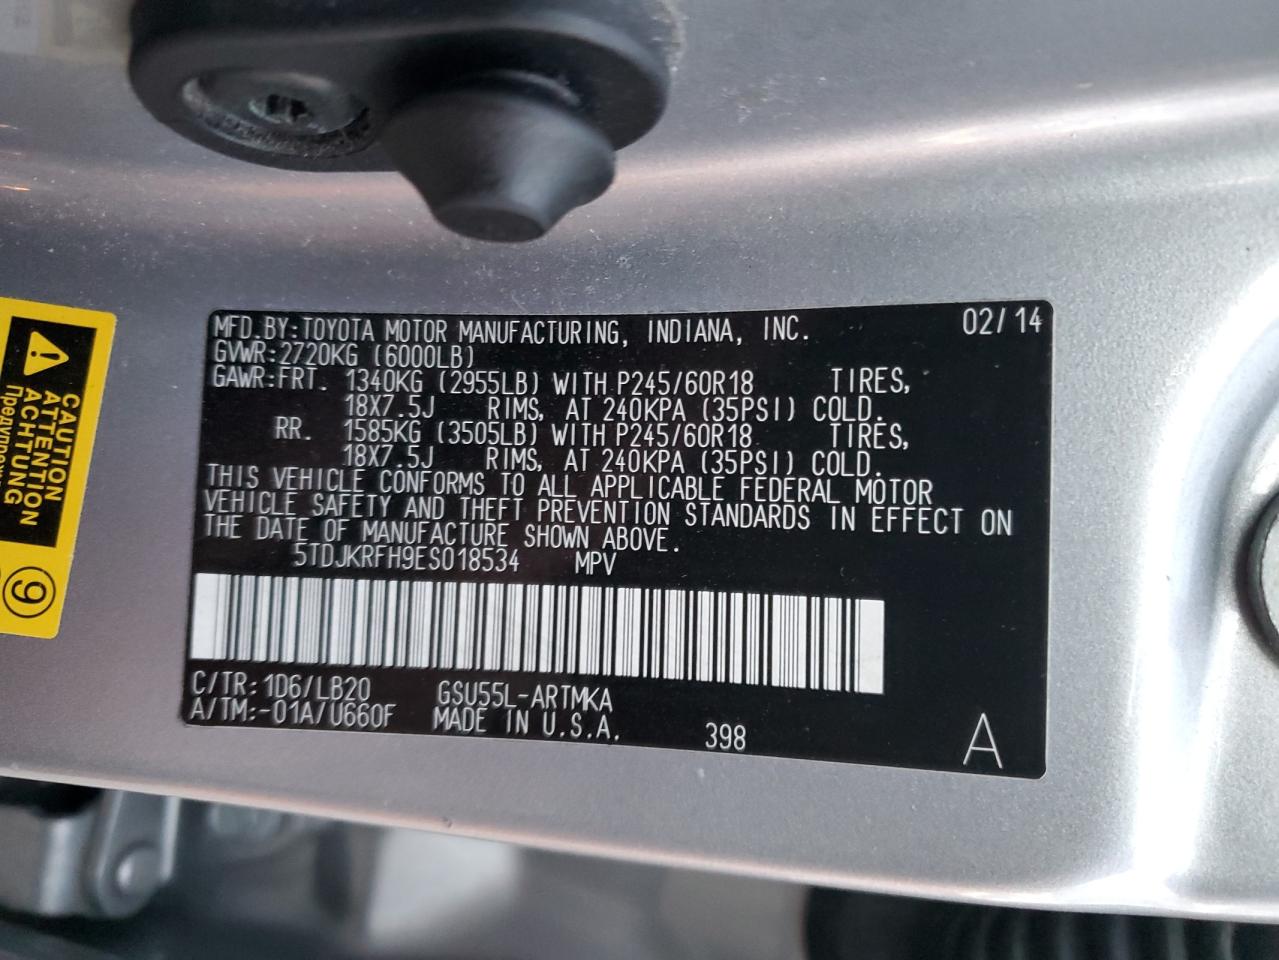 MFD.BY:TOYOTA MOTOR MANUFACTURING, INDIANA, INC. 02/14
GVWR:2720KG (6000LB)
GAWR:FRT. 1340KG (2955LB) WITH P245/60R18 TIRES,
18X7.5J RIMS, AT 240KPA (35PSI) COLD.
RR. 1585KG (3505LB) WITH P245/60R18 TIRES,
18X7.5J RIMS, AT 240KPA (35PSI) COLD.
THIS VEHICLE CONFORMS TO ALL APPLICABLE FEDERAL MOTOR
VEHICLE SAFETY AND THEFT PREVENTION STANDARDS IN EFFECT ON
THE DATE OF MANUFACTURE SHOWN ABOVE.
5TDJKRFH9ES018534 MPV
C/TR:1D6/LB20 GSU55L-ARTMKA
A/TM:-01A/U660F MADE IN U.S.A. 398 A
CAUTION
ATTENTION
ACHTUNG
9